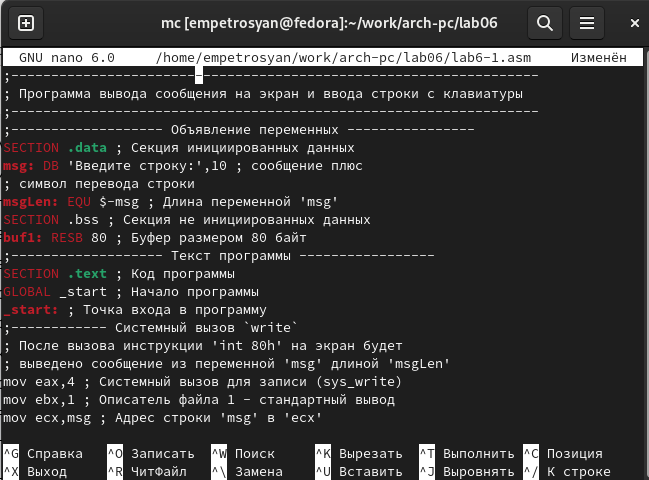 mc [empetrosyan@fedora]:~/work/arch-pc/lab06
GNU nano 6.0 /home/empetrosyan/work/arch-pc/lab06/lab6-1.asm Изменён
;------------------------------------------------------------------
; Программа вывода сообщения на экран и ввода строки с клавиатуры
;------------------------------------------------------------------
;------------------- Объявление переменных ----------------
SECTION .data ; Секция инициированных данных
msg: DB 'Введите строку:',10 ; сообщение плюс
; символ перевода строки
msgLen: EQU $-msg ; Длина переменной 'msg'
SECTION .bss ; Секция не инициированных данных
buf1: RESB 80 ; Буфер размером 80 байт
;------------------- Текст программы -----------------
SECTION .text ; Код программы
GLOBAL _start ; Начало программы
_start: ; Точка входа в программу
;------------ Системный вызов `write`
; После вызова инструкции 'int 80h' на экран будет
; выведено сообщение из переменной 'msg' длиной 'msgLen'
mov eax,4 ; Системный вызов для записи (sys_write)
mov ebx,1 ; Описатель файла 1 - стандартный вывод
mov ecx,msg ; Адрес строки 'msg' в 'ecx'
^G Справка ^O Записать ^W Поиск ^K Вырезать ^T Выполнить ^C Позиция
^X Выход ^R ЧитФайл ^\ Замена ^U Вставить ^J Выровнять ^/ К строке